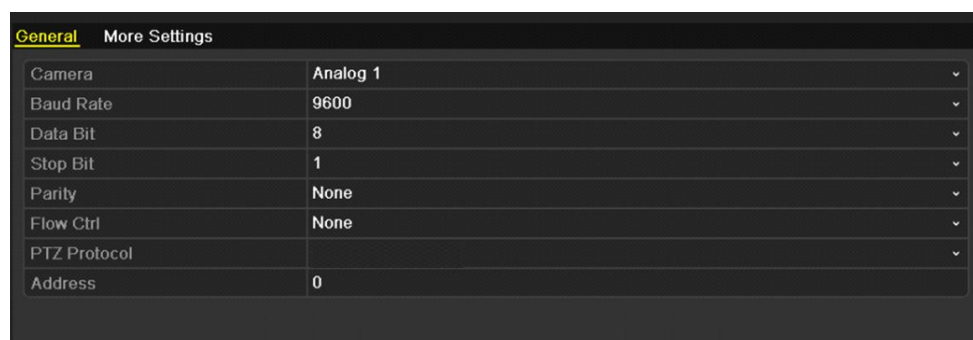 General More Settings
Camera Analog 1
Baud Rate 9600
Data Bit 8
Stop Bit 1
Parity None
Flow Ctrl None
PTZ Protocol
Address 0